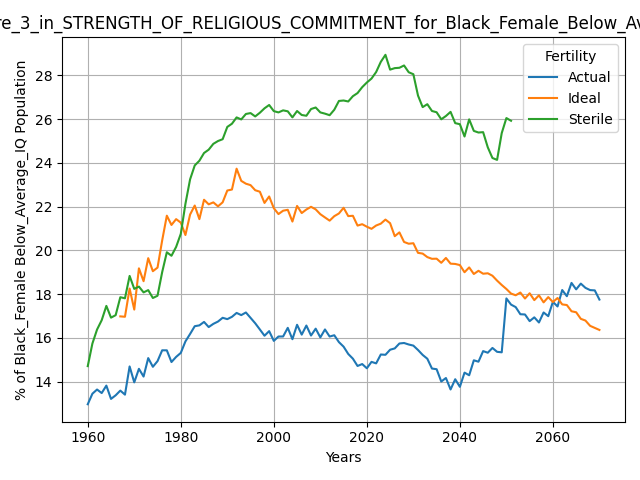 re_3_in_STRENGTH_OF_RELIGIOUS_COMMITMENT_for_Black_Female_Below_Av
% of Black_Female Below_Average_IQ Population
28
26
24
22
20
18
16
14
Fertility
Actual
Ideal
Sterile
1960 1980 2000 2020 2040 2060
Years